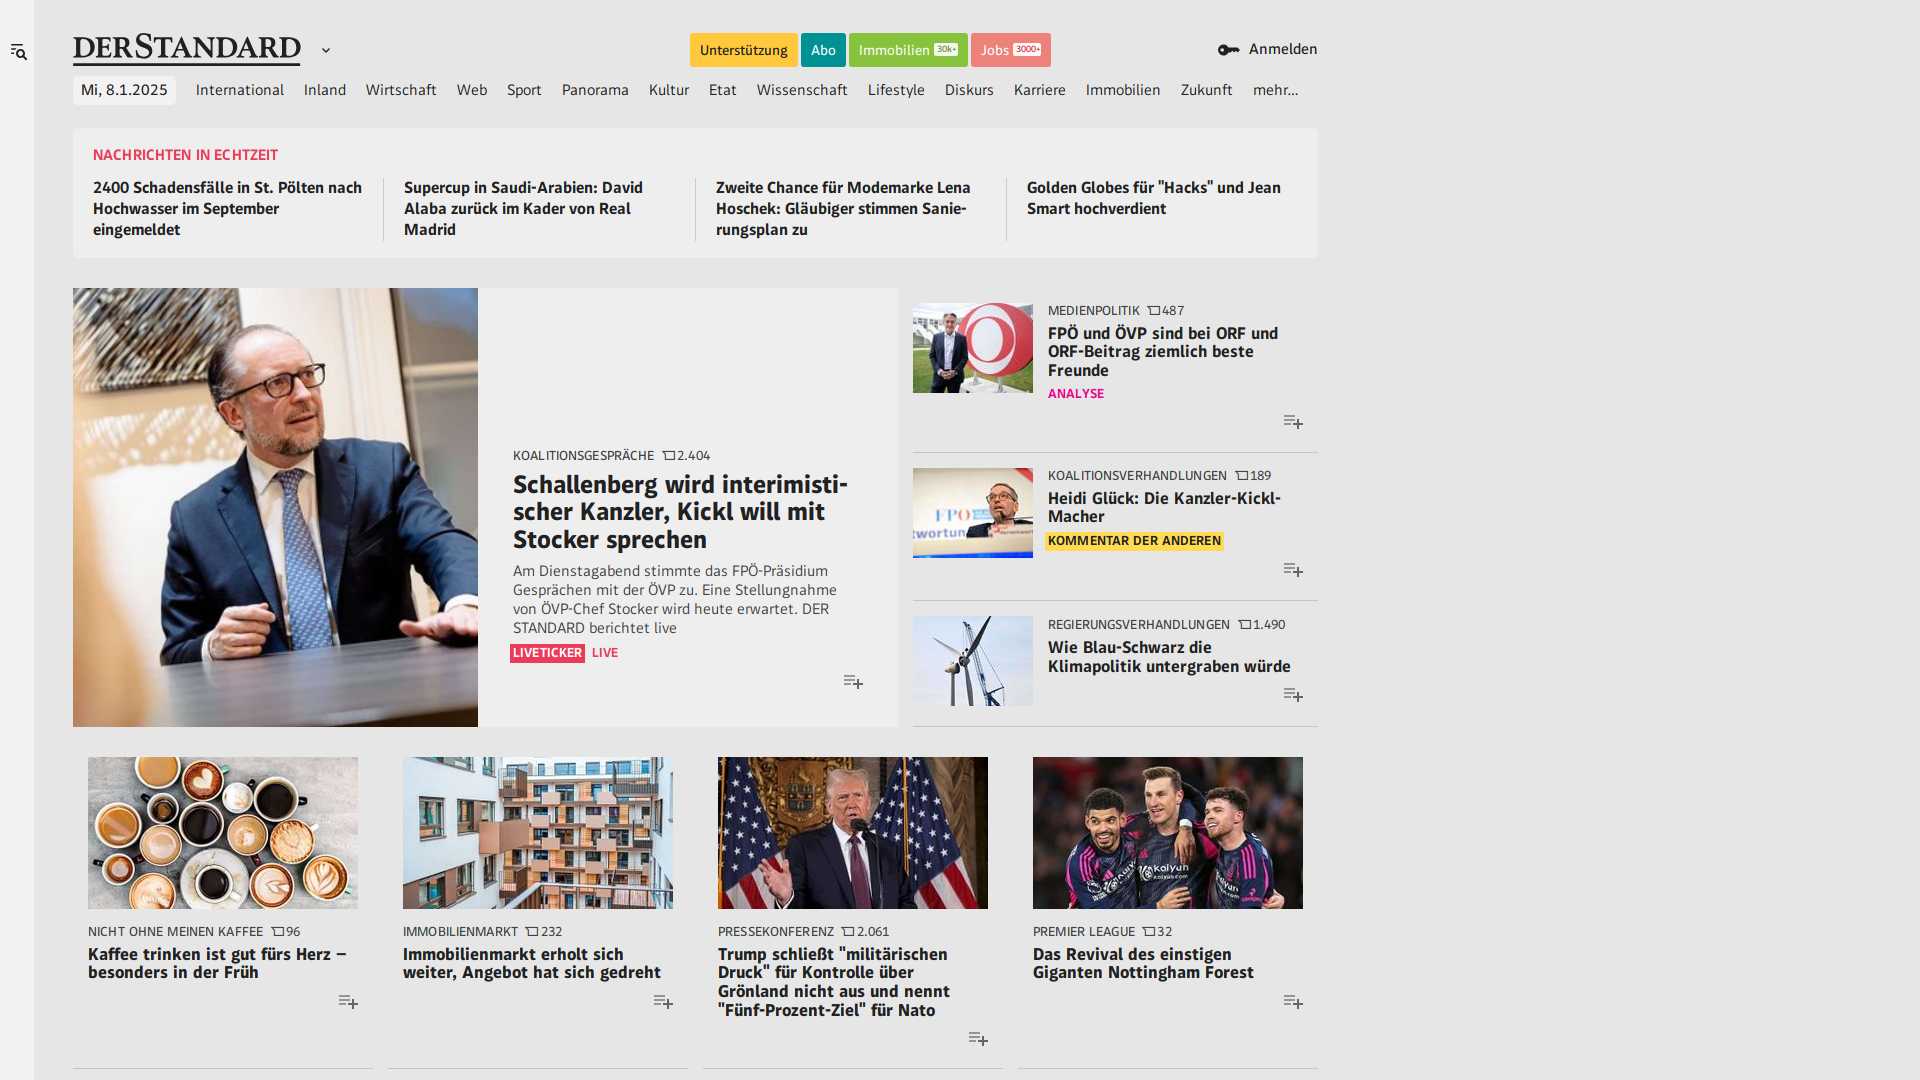 DERSTANDARD
Unterstützung
Abo
Immobilien 30k+
Jobs 3000+
Anmelden
Mi, 8.1.2025
International
Inland
Wirtschaft
Web
Sport
Panorama
Kultur
Etat
Wissenschaft
Lifestyle
Diskurs
Karriere
Immobilien
Zukunft
mehr…
NACHRICHTEN IN ECHTZEIT
2400 Schadensfälle in St. Pölten nach
Hochwasser im September
eingemeldet
Supercup in Saudi-Arabien: David
Alaba zurück im Kader von Real
Madrid
Zweite Chance für Modemarke Lena
Hoschek: Gläubiger stimmen Sanie-
rungsplan zu
Golden Globes für "Hacks" und Jean
Smart hochverdient
KOALITIONSGESPRÄCHE 2.404
Schallenberg wird interimisti-
scher Kanzler, Kickl will mit
Stocker sprechen
Am Dienstagabend stimmte das FPÖ-Präsidium
Gesprächen mit der ÖVP zu. Eine Stellungnahme
von ÖVP-Chef Stocker wird heute erwartet. DER
STANDARD berichtet live
LIVETICKER LIVE
MEDIENPOLITIK 487
FPÖ und ÖVP sind bei ORF und
ORF-Beitrag ziemlich beste
Freunde
ANALYSE
FPÖ
twortun
KOALITIONSVERHANDLUNGEN 189
Heidi Glück: Die Kanzler-Kickl-
Macher
KOMMENTAR DER ANDEREN
REGIERUNGSVERHANDLUNGEN 1.490
Wie Blau-Schwarz die
Klimapolitik untergraben würde
NICHT OHNE MEINEN KAFFEE 96
Kaffee trinken ist gut fürs Herz –
besonders in der Früh
IMMOBILIENMARKT 232
Immobilienmarkt erholt sich
weiter, Angebot hat sich gedreht
PRESSEKONFERENZ 2.061
Trump schließt "militärischen
Druck" für Kontrolle über
Grönland nicht aus und nennt
"Fünf-Prozent-Ziel" für Nato
kaiyun
kaiyun
PREMIER LEAGUE 32
Das Revival des einstigen
Giganten Nottingham Forest